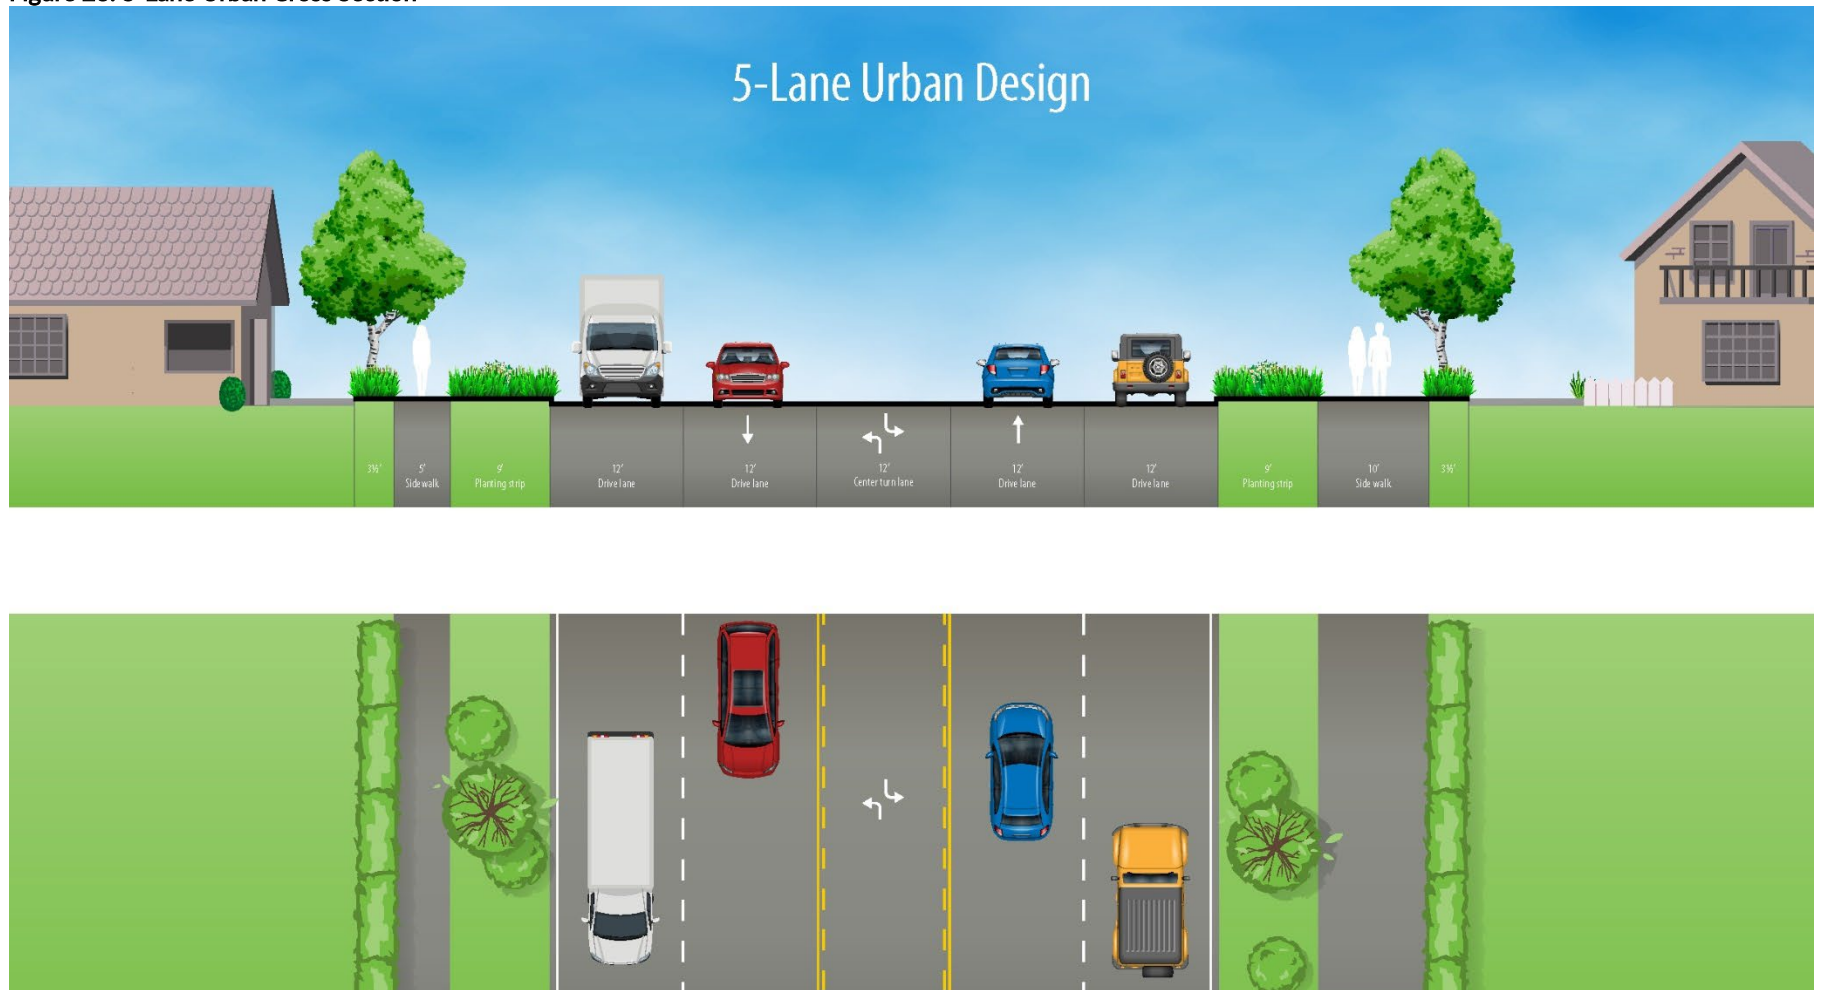 5-Lane Urban Design
3½' 5' 9' 12' 12' 12' 12' 12' 9' 10' 3½'
Sidewalk Planting strip Drive lane Drive lane Center turn lane Drive lane Drive lane Planting strip Side walk